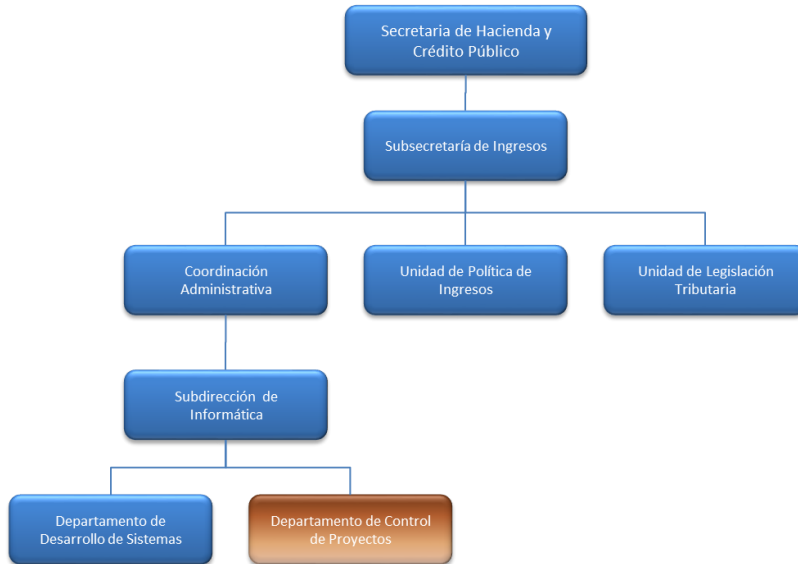 Secretaria de Hacienda y
Crédito Público
Subsecretaría de Ingresos
Coordinación
Administrativa
Unidad de Política de
Ingresos
Unidad de Legislación
Tributaria
Subdirección de
Informática
Departamento de
Desarrollo de Sistemas
Departamento de Control
de Proyectos